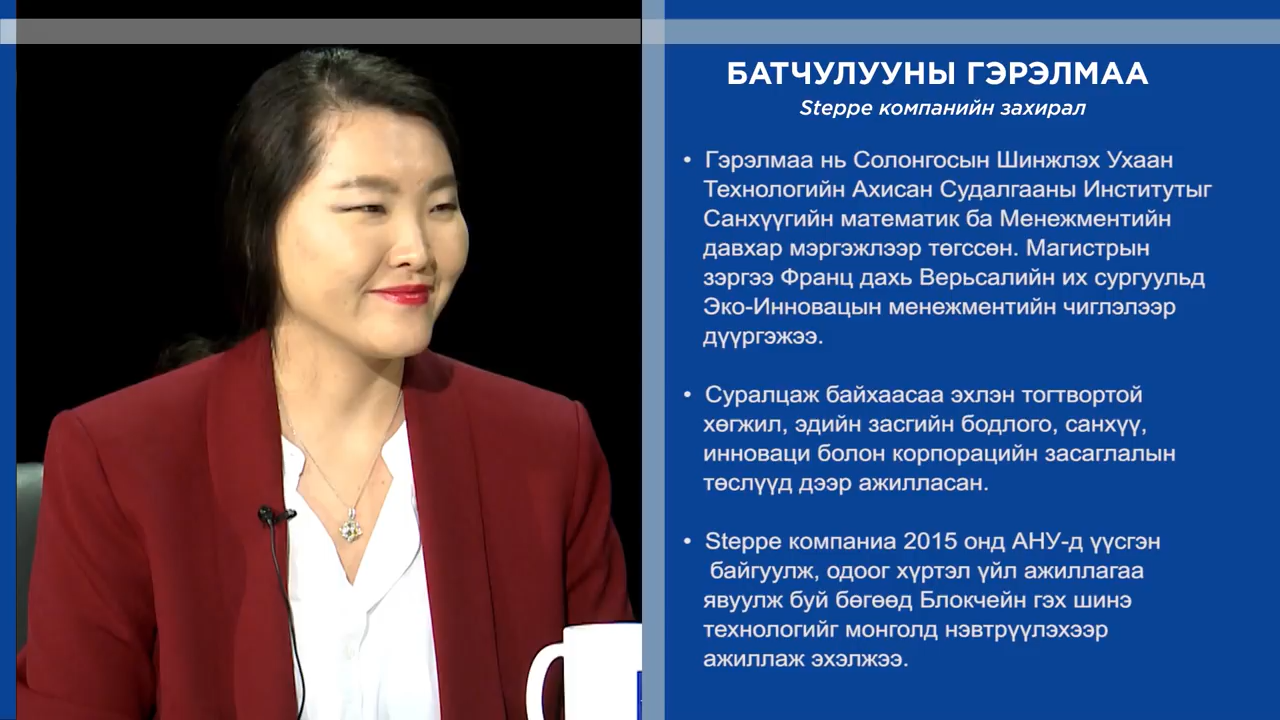 БАТЧУЛУУНЫ ГЭРЭЛМАА
Steppe компанийн захирал
• Гэрэлмаа нь Солонгосын Шинжлэх Ухаан
Технологийн Ахисан Судалгааны Институтыг
Санхүүгийн математик ба Менежментийн
давхар мэргэжлээр төгссөн. Магистрын
зэргээ Франц дахь Верьсалийн их сургуульд
Эко-Инновацын менежментийн чиглэлээр
дүүргэжээ.
• Суралцаж байхаасаа эхлэн тогтвортой
хөгжил, эдийн засгийн бодлого, санхүү,
инноваци болон корпорацийн засаглалын
төслүүд дээр ажилласан.
• Steppe компаниа 2015 онд АНУ-д үүсгэн
байгуулж, одоог хүртэл үйл ажиллагаа
явуулж буй бөгөөд Блокчейн гэх шинэ
технологийг монголд нэвтрүүлэхээр
ажиллаж эхэлжээ.